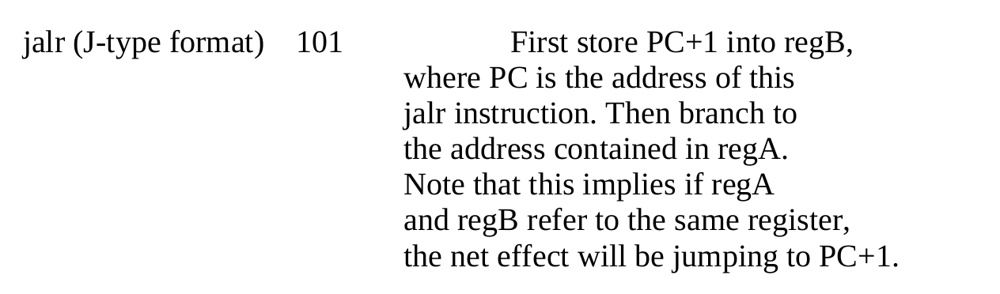 jalr (J-type format) 101 First store PC+1 into regB,
where PC is the address of this
jalr instruction. Then branch to
the address contained in regA.
Note that this implies if regA
and regB refer to the same register,
the net effect will be jumping to PC+1.